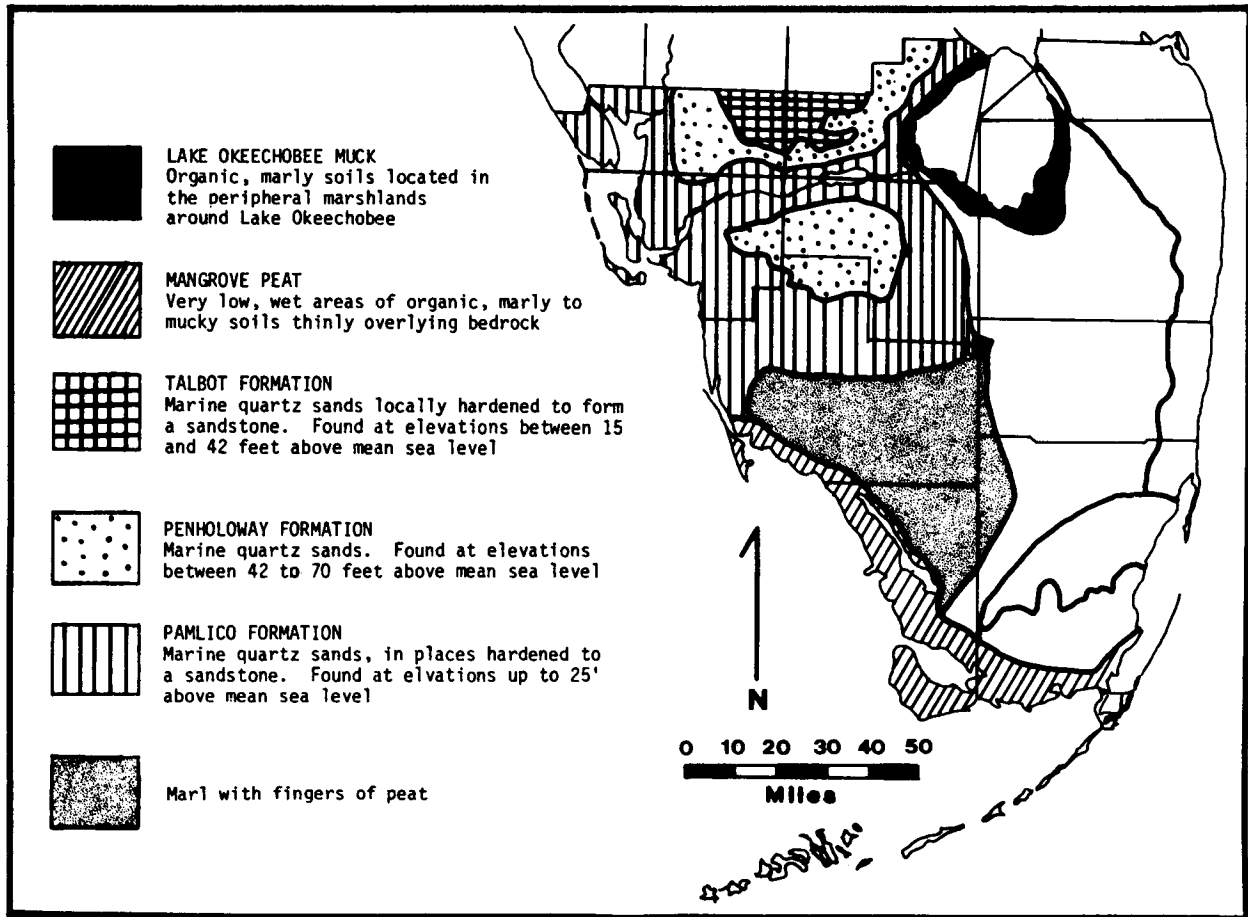 LAKE OKEECHOBEE MUCK
Organic, marly soils located in
the peripheral marshlands
around Lake Okeechobee
MANGROVE PEAT
Very low, wet areas of organic, marly to
mucky soils thinly overlying bedrock
TALBOT FORMATION
Marine quartz sands locally hardened to form
a sandstone. Found at elevations between 15
and 42 feet above mean sea level
PENHOLOWAY FORMATION
Marine quartz sands. Found at elevations
between 42 to 70 feet above mean sea level
PAMLICO FORMATION
Marine quartz sands, in places hardened to
a sandstone. Found at elvations up to 25'
above mean sea level
Marl with fingers of peat
N
0 10 20 30 40 50
Miles